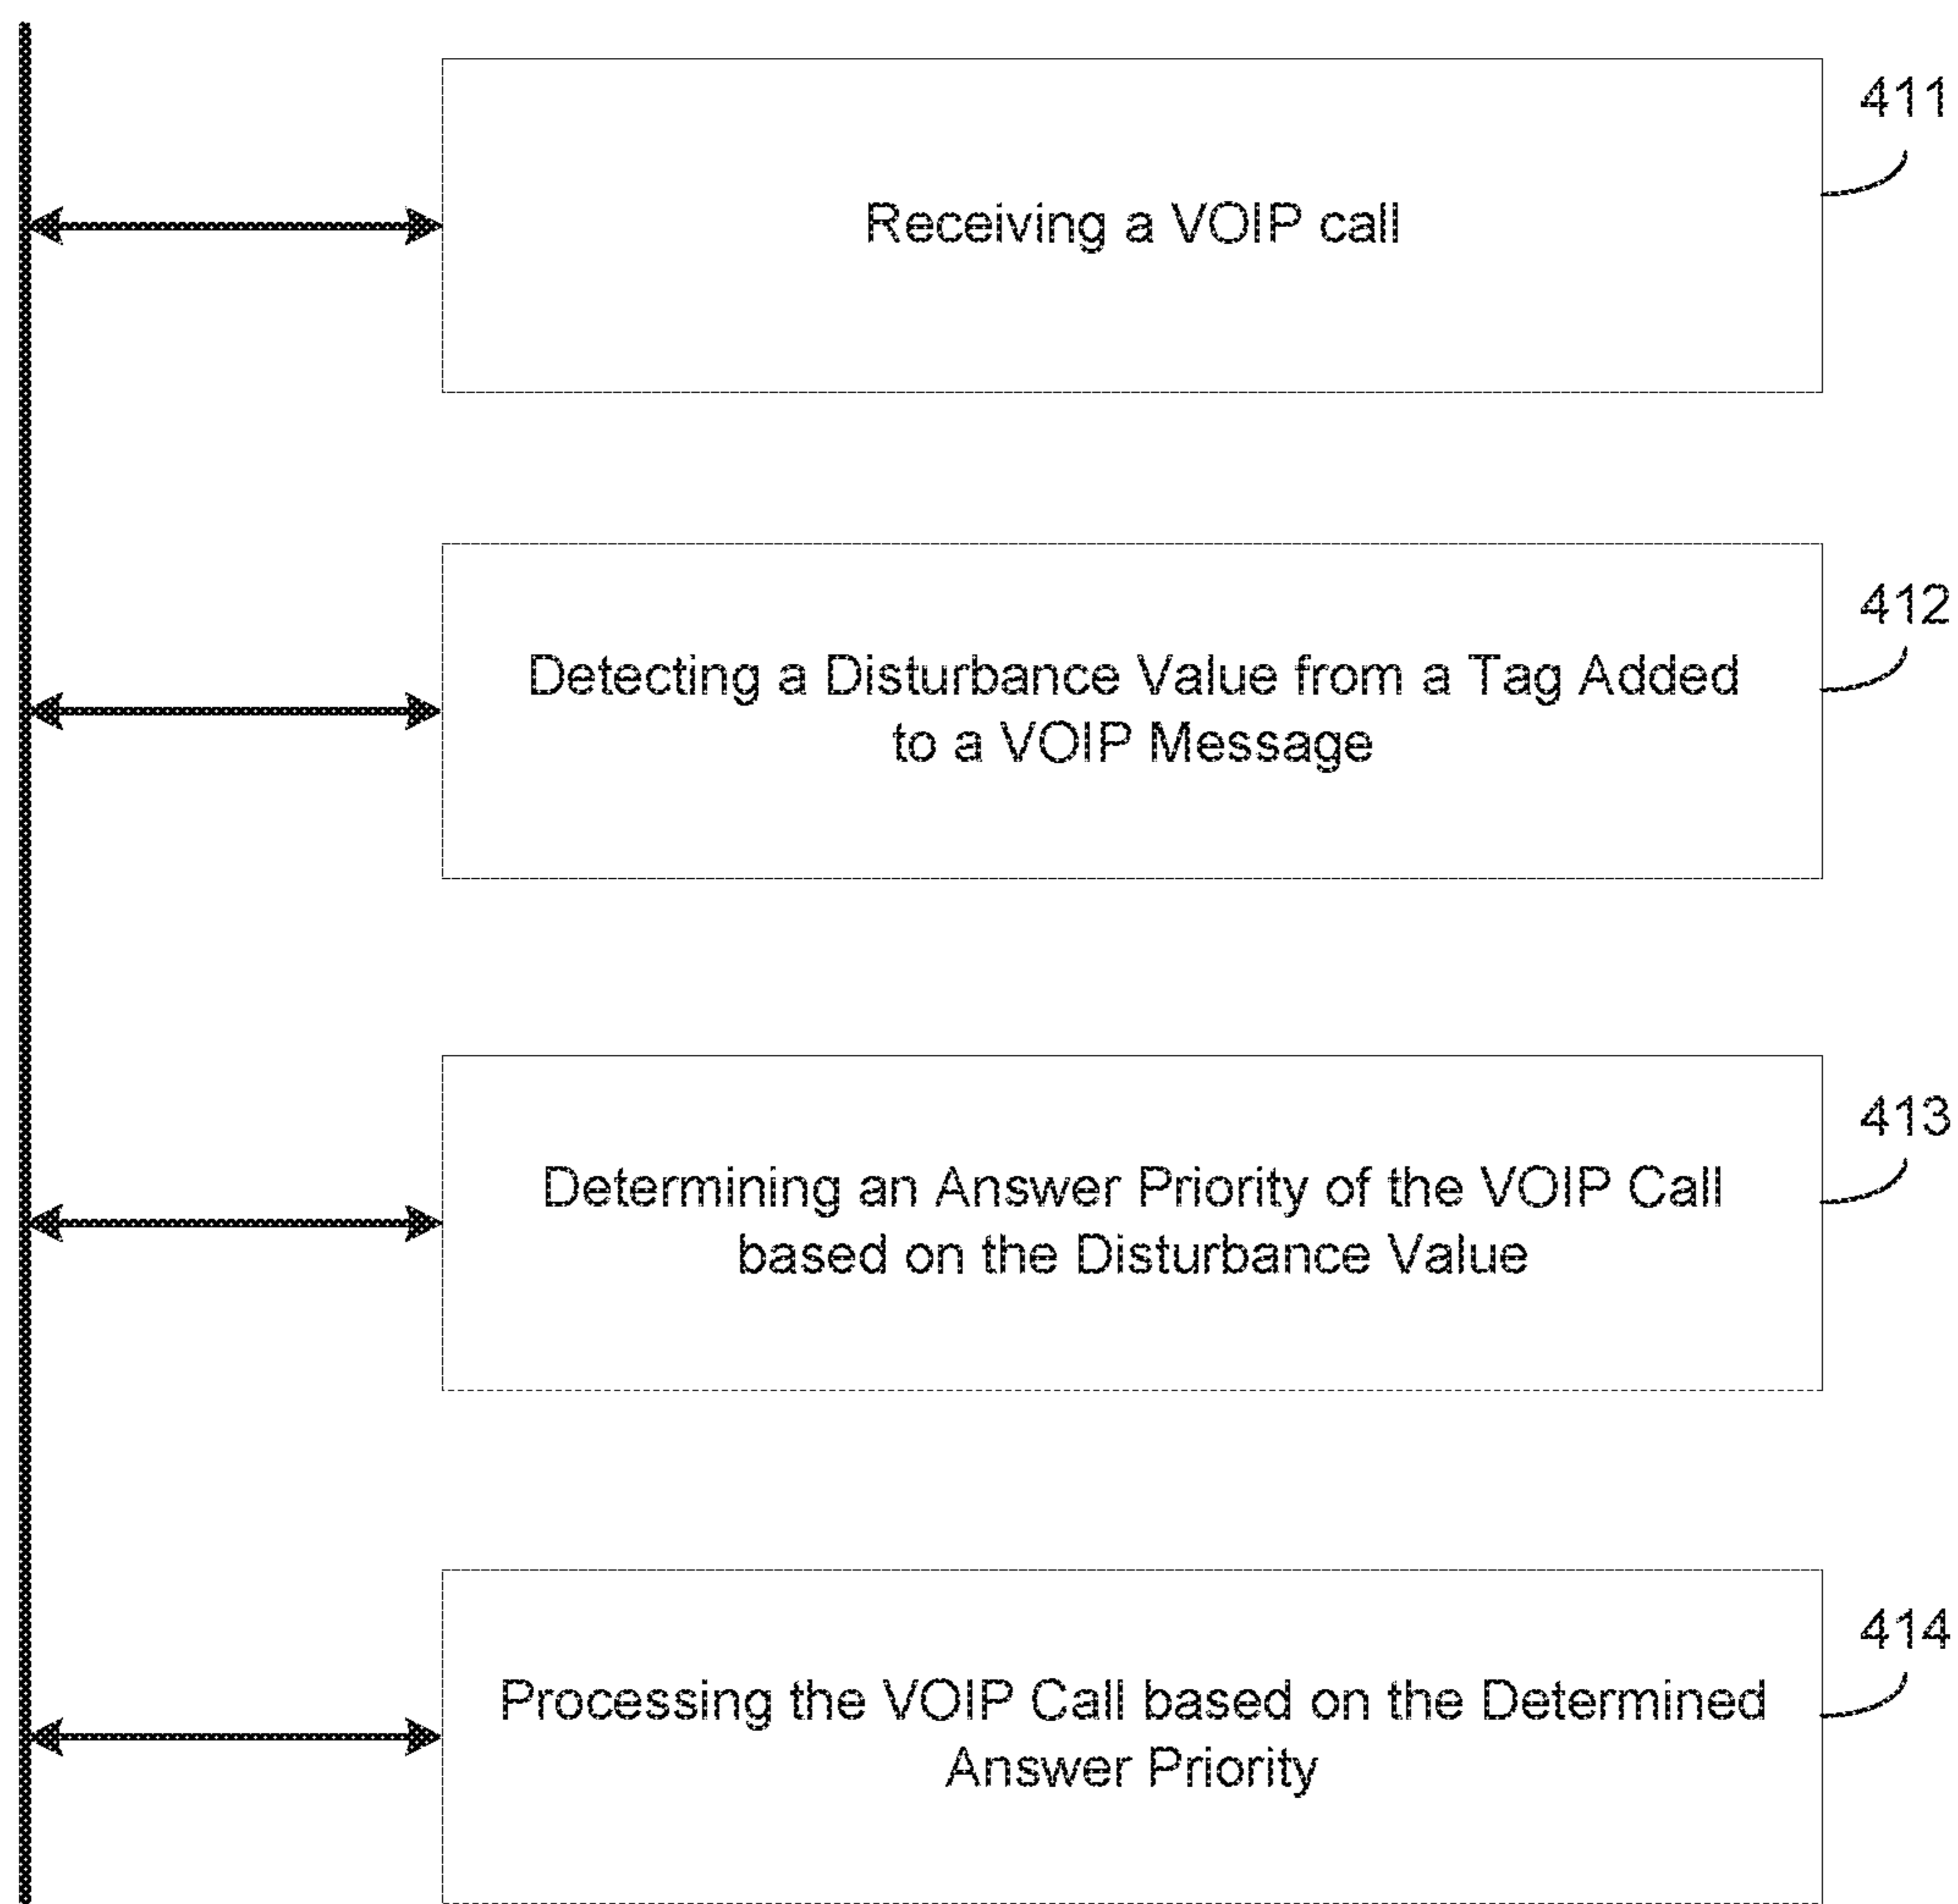 411
Receiving a VOIP call
412
Detecting a Disturbance Value from a Tag Added
to a VOIP Message
413
Determining an Answer Priority of the VOIP Call
based on the Disturbance Value
414
Processing the VOIP Call based on the Determined
Answer Priority